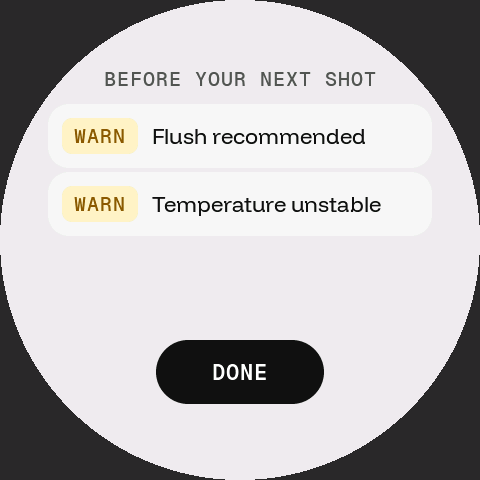 BEFORE YOUR NEXT SHOT
WARN Flush recommended
WARN Temperature unstable
DONE